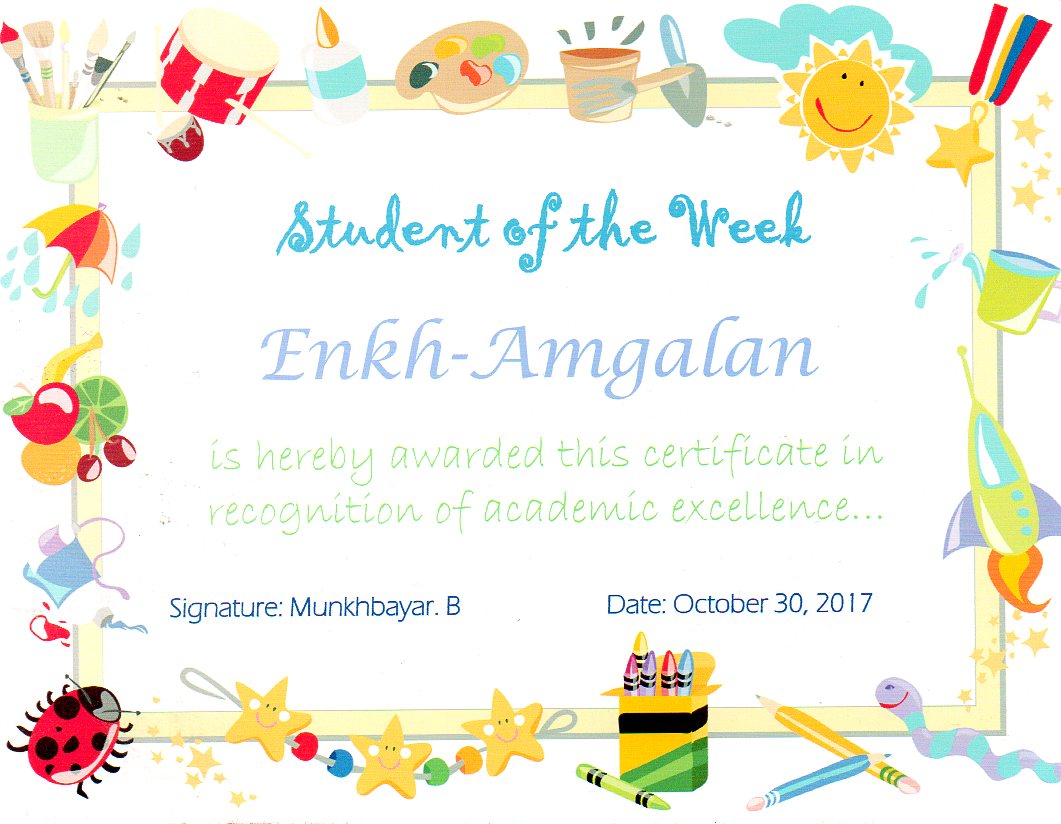 Student of the Week
Enkh-Amgalan
is hereby awarded this certificate in
recognition of academic excellence...
Signature: Munkhbayar. B
Date: October 30, 2017